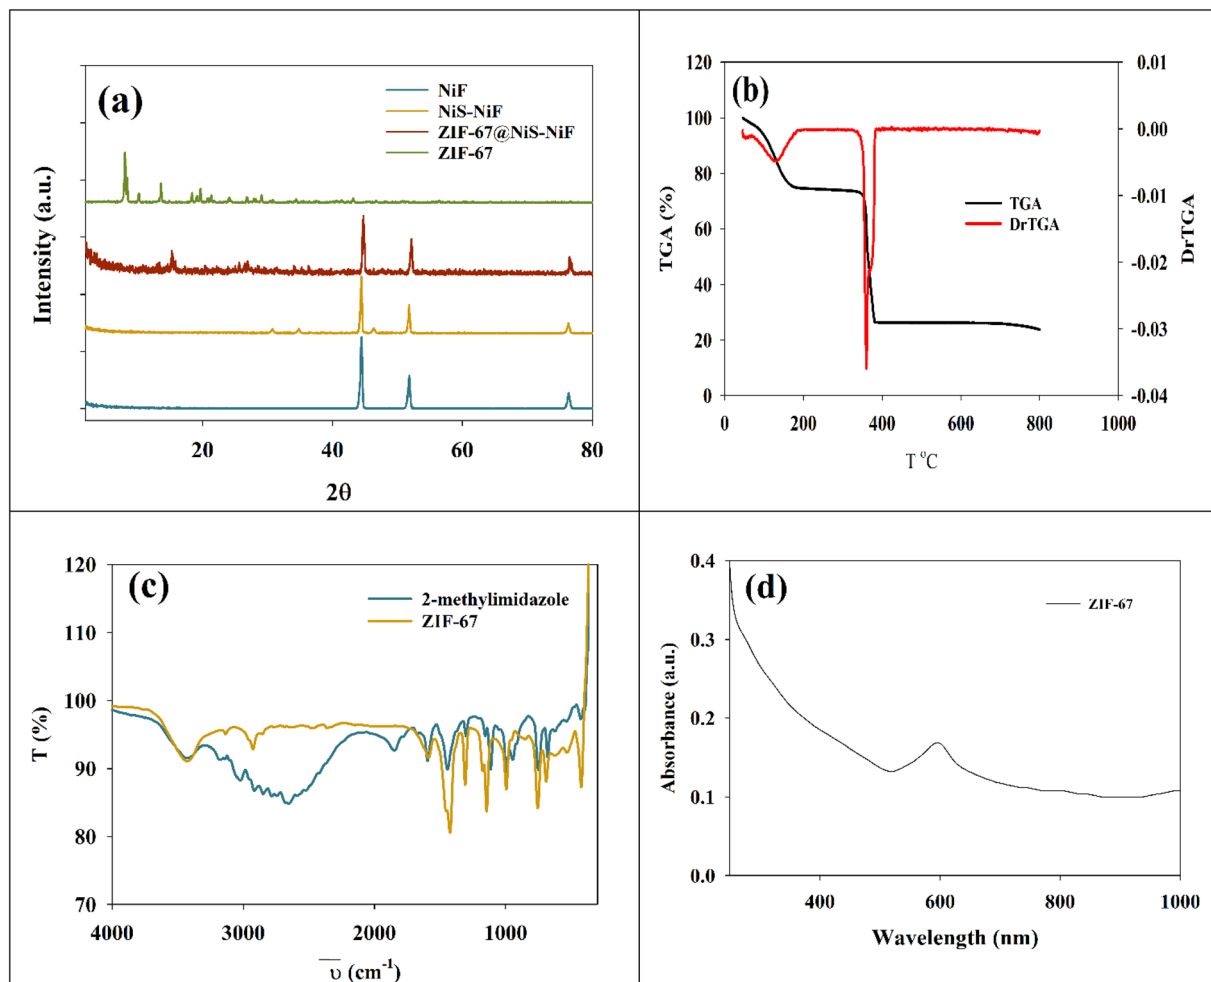 (a)
NiF
NiS-NiF
ZIF-67@NiS-NiF
ZIF-67
Intensity (a.u.)
20 40 60 80
2θ
(b)
120
100
80
60
40
20
0
TGA (%)
TGA
DrTGA
0.01
0.00
-0.01
-0.02
-0.03
-0.04
DrTGA
0 200 400 600 800 1000
T °C
(c)
120
110
100
90
80
70
T (%)
2-methylimidazole
ZIF-67
4000 3000 2000 1000
υ̅ (cm⁻¹)
(d)
0.4
0.3
0.2
0.1
0.0
Absorbance (a.u.)
ZIF-67
400 600 800 1000
Wavelength (nm)